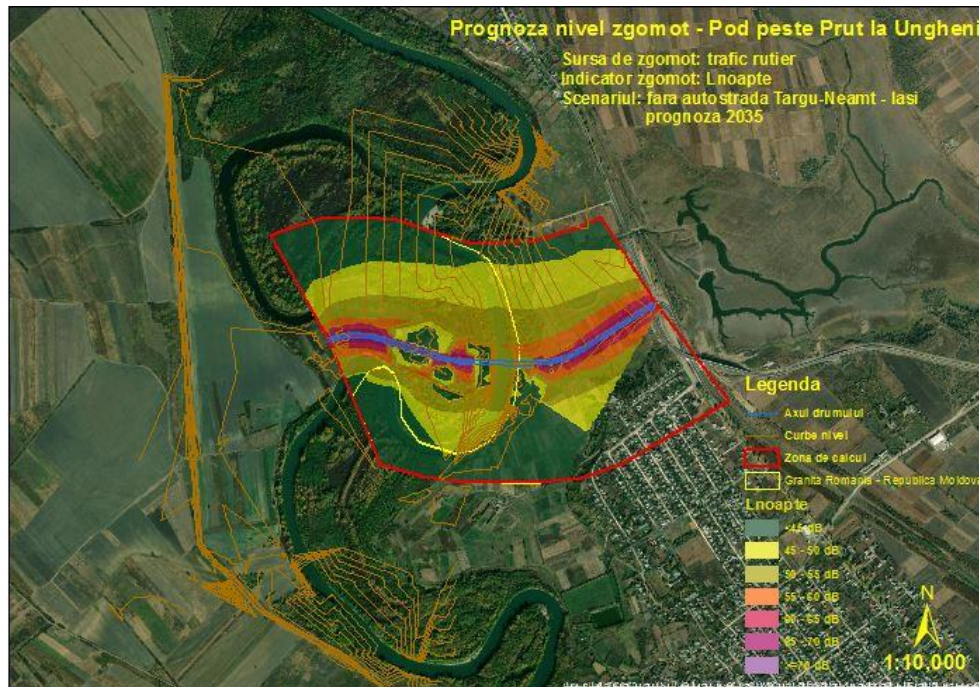 Prognoza nivel zgomot - Pod peste Prut la Ungheni
Sursa de zgomot: trafic rutier
Indicator zgomot: Lnoapte
Scenariul: fara autostrada Targu-Neamt - Iasi
prognoza 2035
Legenda
Axul drumului
Curbe nivel
Zona de calcul
Granita Romania - Republica Moldova
Lnoapte
<45 dB
45 - 50 dB
50 - 55 dB
55 - 60 dB
60 - 65 dB
65 - 70 dB
>=70 dB
N
1:10,000